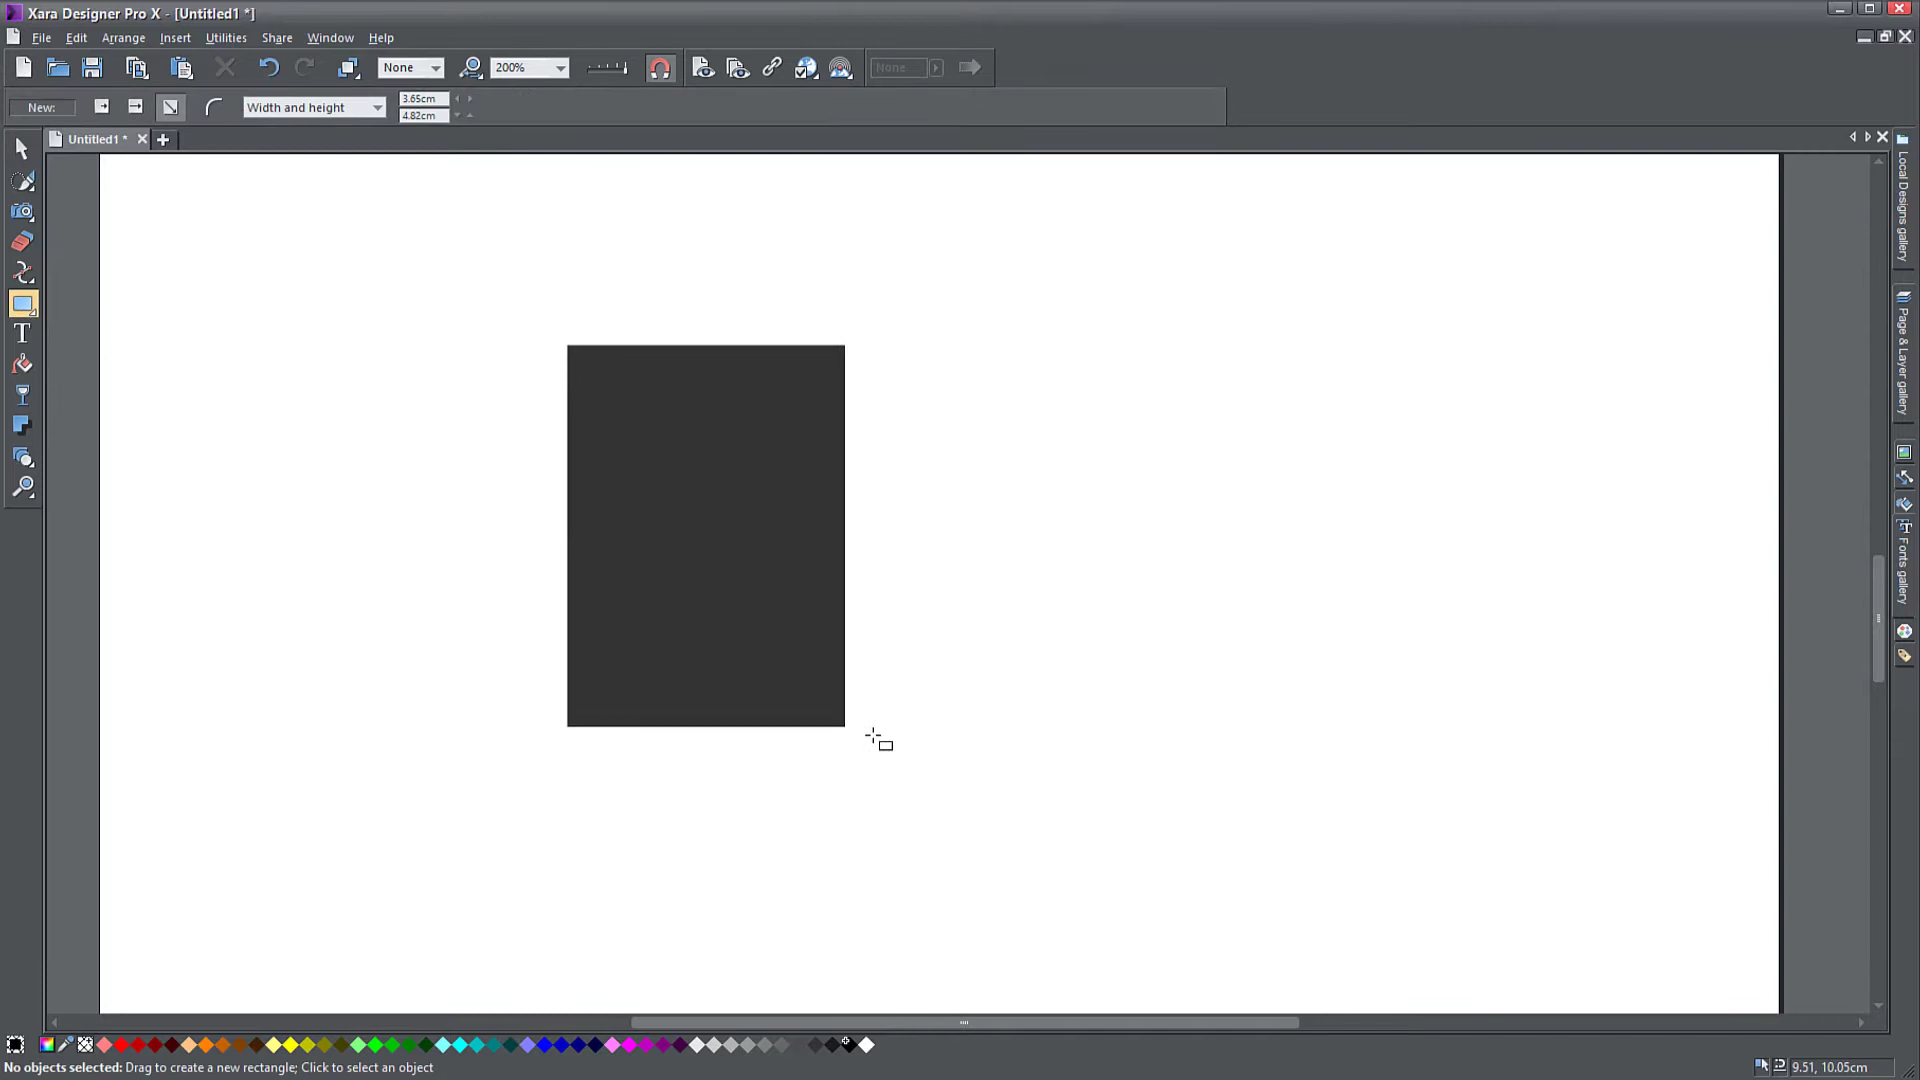 Xara Designer Pro X - [Untitled1 *]
File Edit Arrange Insert Utilities Share Window Help
None 200% None
New: Width and height 3.65cm
4.82cm
Untitled1 *
Local Designs gallery
Page & Layer gallery
Fonts gallery
No objects selected: Drag to create a new rectangle; Click to select an object 9.51, 10.05cm